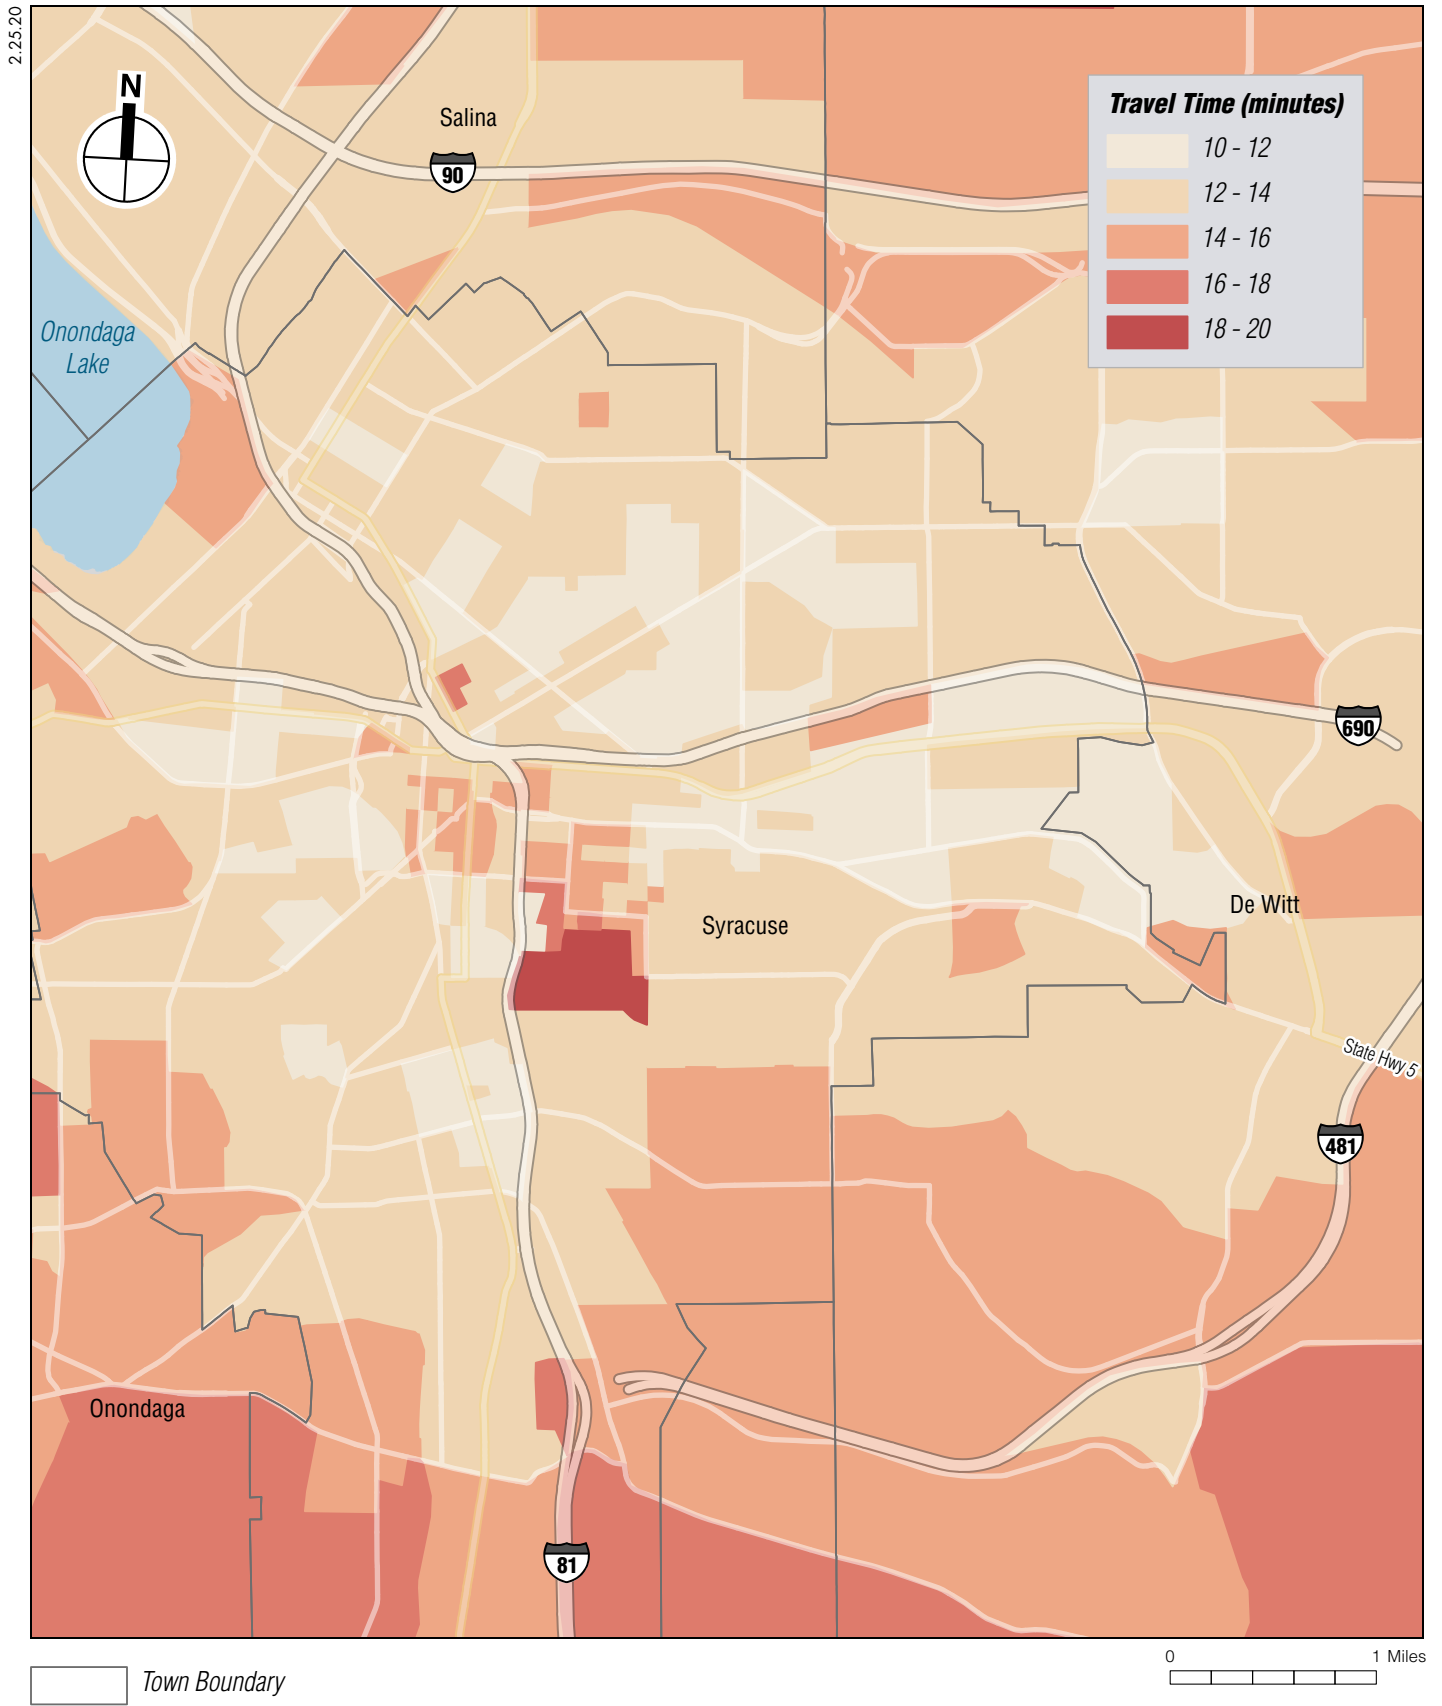 2.25.20
N
Salina
90
Travel Time (minutes)
10 - 12
12 - 14
14 - 16
16 - 18
18 - 20
Onondaga
Lake
690
De Witt
Syracuse
State Hwy 5
481
Onondaga
81
Town Boundary
0 1 Miles